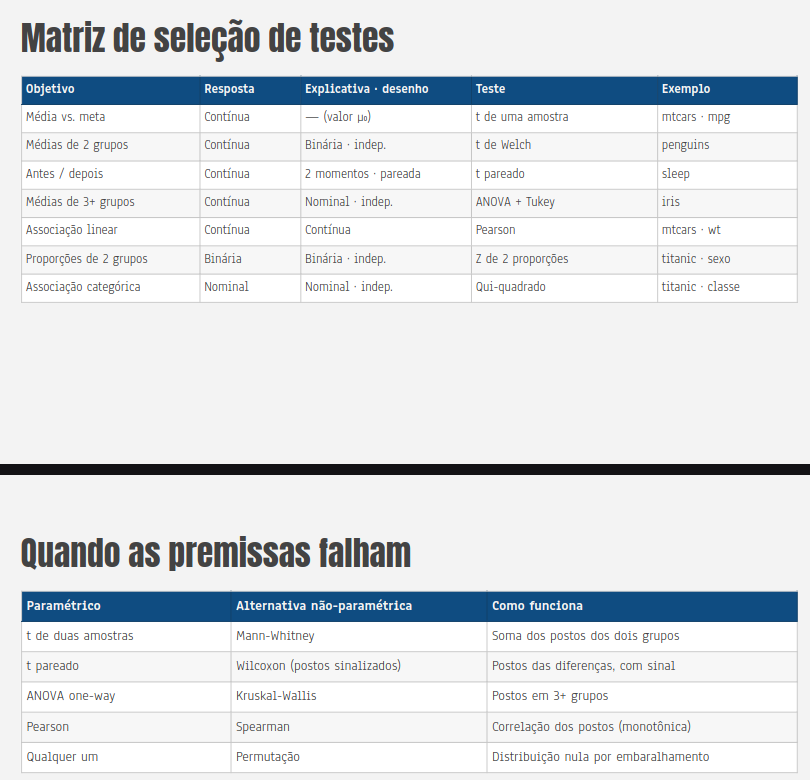 Matriz de seleção de testes
Objetivo Resposta Explicativa · desenho Teste Exemplo
Média vs. meta Contínua — (valor μ₀) t de uma amostra mtcars · mpg
Médias de 2 grupos Contínua Binária · indep. t de Welch penguins
Antes / depois Contínua 2 momentos · pareada t pareado sleep
Médias de 3+ grupos Contínua Nominal · indep. ANOVA + Tukey iris
Associação linear Contínua Contínua Pearson mtcars · wt
Proporções de 2 grupos Binária Binária · indep. Z de 2 proporções titanic · sexo
Associação categórica Nominal Nominal · indep. Qui-quadrado titanic · classe
Quando as premissas falham
Paramétrico Alternativa não-paramétrica Como funciona
t de duas amostras Mann-Whitney Soma dos postos dos dois grupos
t pareado Wilcoxon (postos sinalizados) Postos das diferenças, com sinal
ANOVA one-way Kruskal-Wallis Postos em 3+ grupos
Pearson Spearman Correlação dos postos (monotônica)
Qualquer um Permutação Distribuição nula por embaralhamento